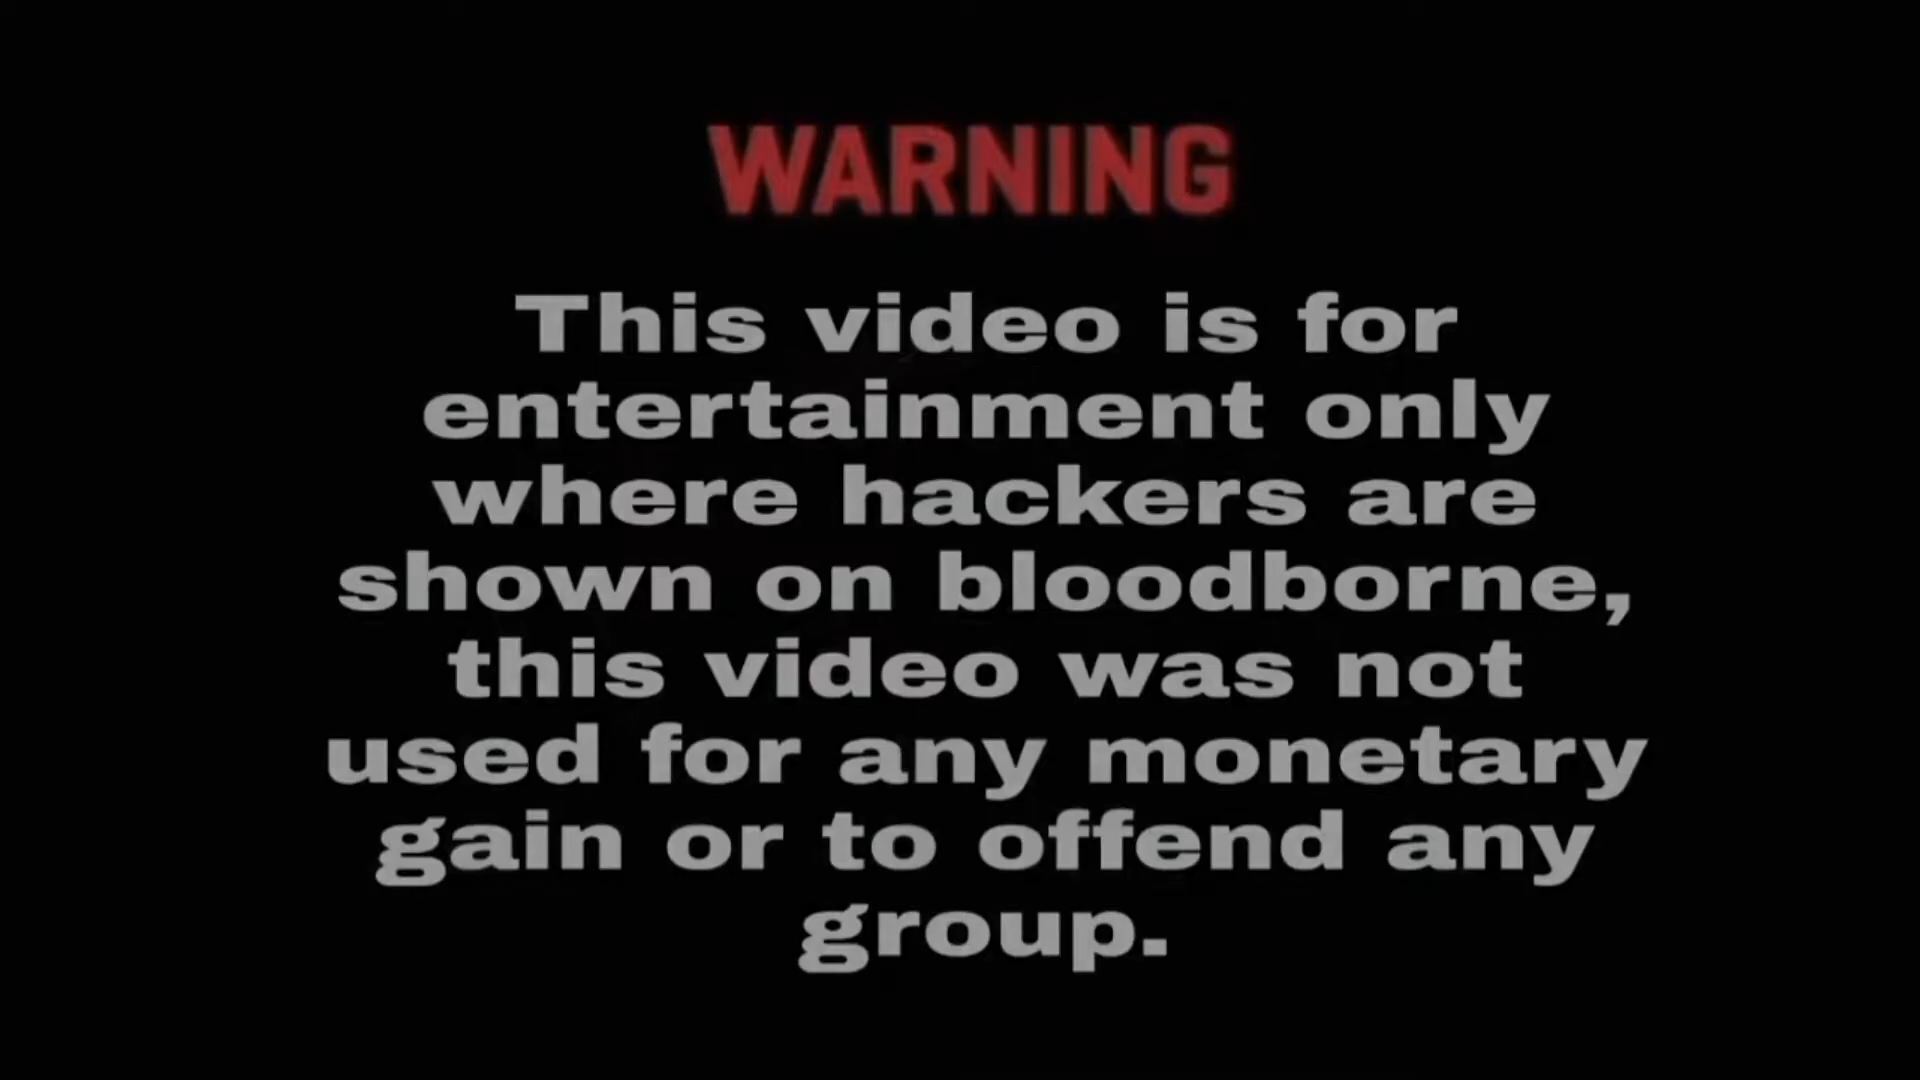 WARNING
This video is for
entertainment only
where hackers are
shown on bloodborne,
this video was not
used for any monetary
gain or to offend any
group.